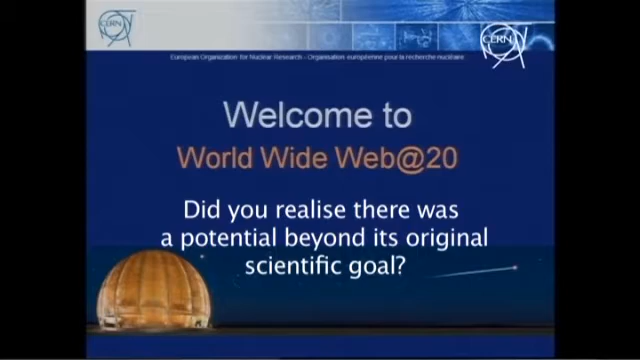 CERN
CERN
European Organization for Nuclear Research - Organisation européenne pour la recherche nucléaire
Welcome to
World Wide Web@20
Did you realise there was
a potential beyond its original
scientific goal?